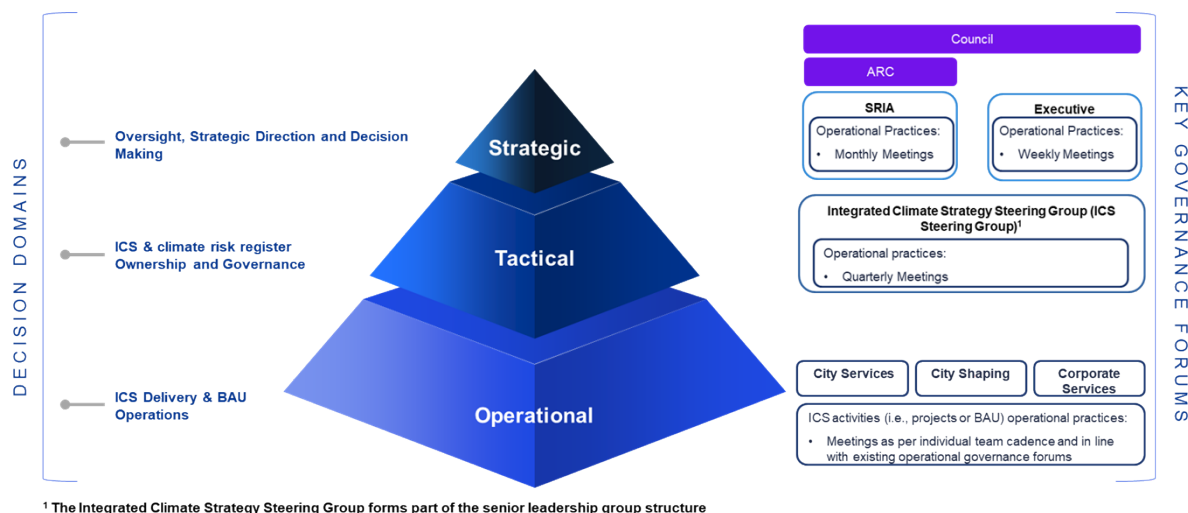 DECISION DOMAINS
Oversight, Strategic Direction and Decision
Making
ICS & climate risk register
Ownership and Governance
ICS Delivery & BAU
Operations
Strategic
Tactical
Operational
Council
ARC
SRIA
Operational Practices:
• Monthly Meetings
Executive
Operational Practices:
• Weekly Meetings
Integrated Climate Strategy Steering Group (ICS
Steering Group)¹
Operational practices:
• Quarterly Meetings
City Services
City Shaping
Corporate
Services
ICS activities (i.e., projects or BAU) operational practices:
• Meetings as per individual team cadence and in line
with existing operational governance forums
KEY GOVERNANCE FORUMS
¹ The Integrated Climate Strategy Steering Group forms part of the senior leadership group structure